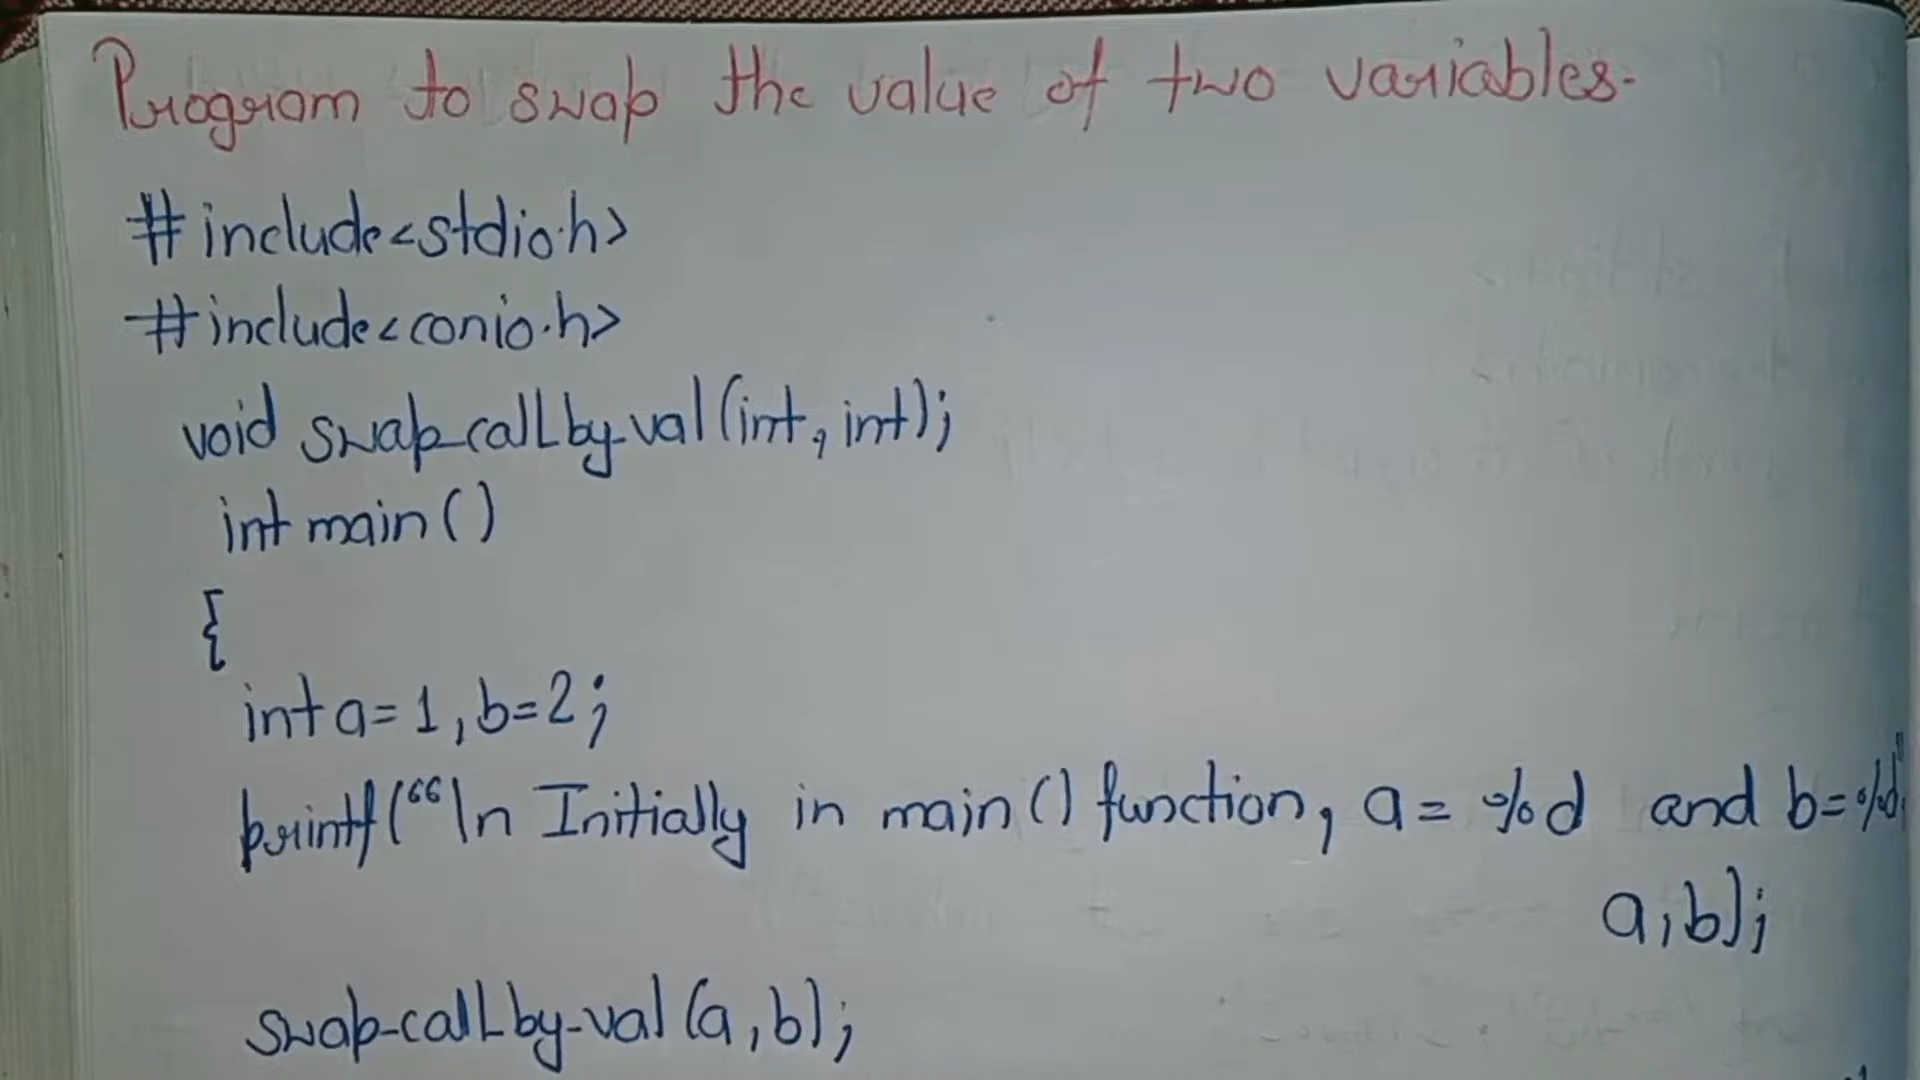 Program to swap the value of two variables.
#include<stdio.h>
#include<conio.h>
void swap_call_by_val(int, int);
int main()
{
int a=1, b=2;
printf("\n Initially in main() function, a= %d and b=%d",
a,b);
swap_call_by_val(a,b);